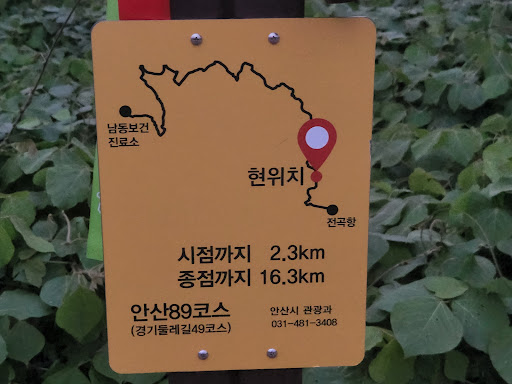 남동보건
진료소
현위치
전곡항
시점까지 2.3km
종점까지 16.3km
안산89코스
(경기둘레길49코스)
안산시 관광과
031-481-3408